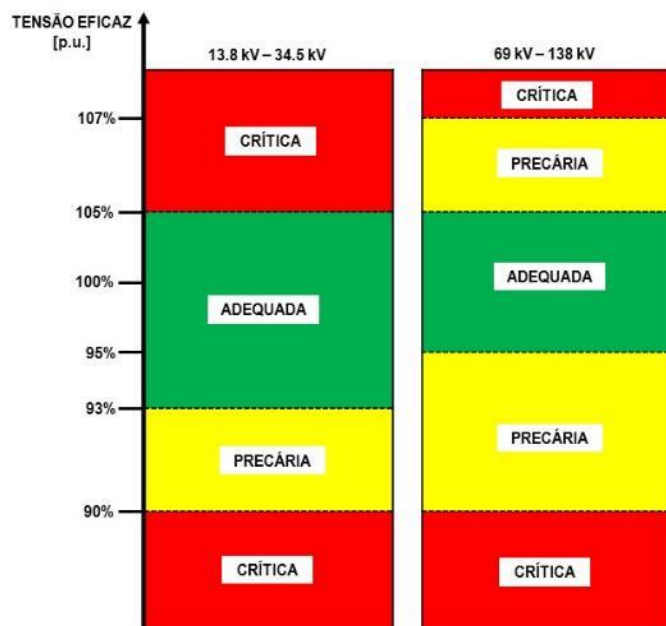 TENSÃO EFICAZ
[p.u.]
13.8 kV – 34.5 kV
69 kV – 138 kV
CRÍTICA
107%
CRÍTICA
PRECÁRIA
105%
100%
ADEQUADA
ADEQUADA
95%
93%
PRECÁRIA
PRECÁRIA
90%
CRÍTICA
CRÍTICA